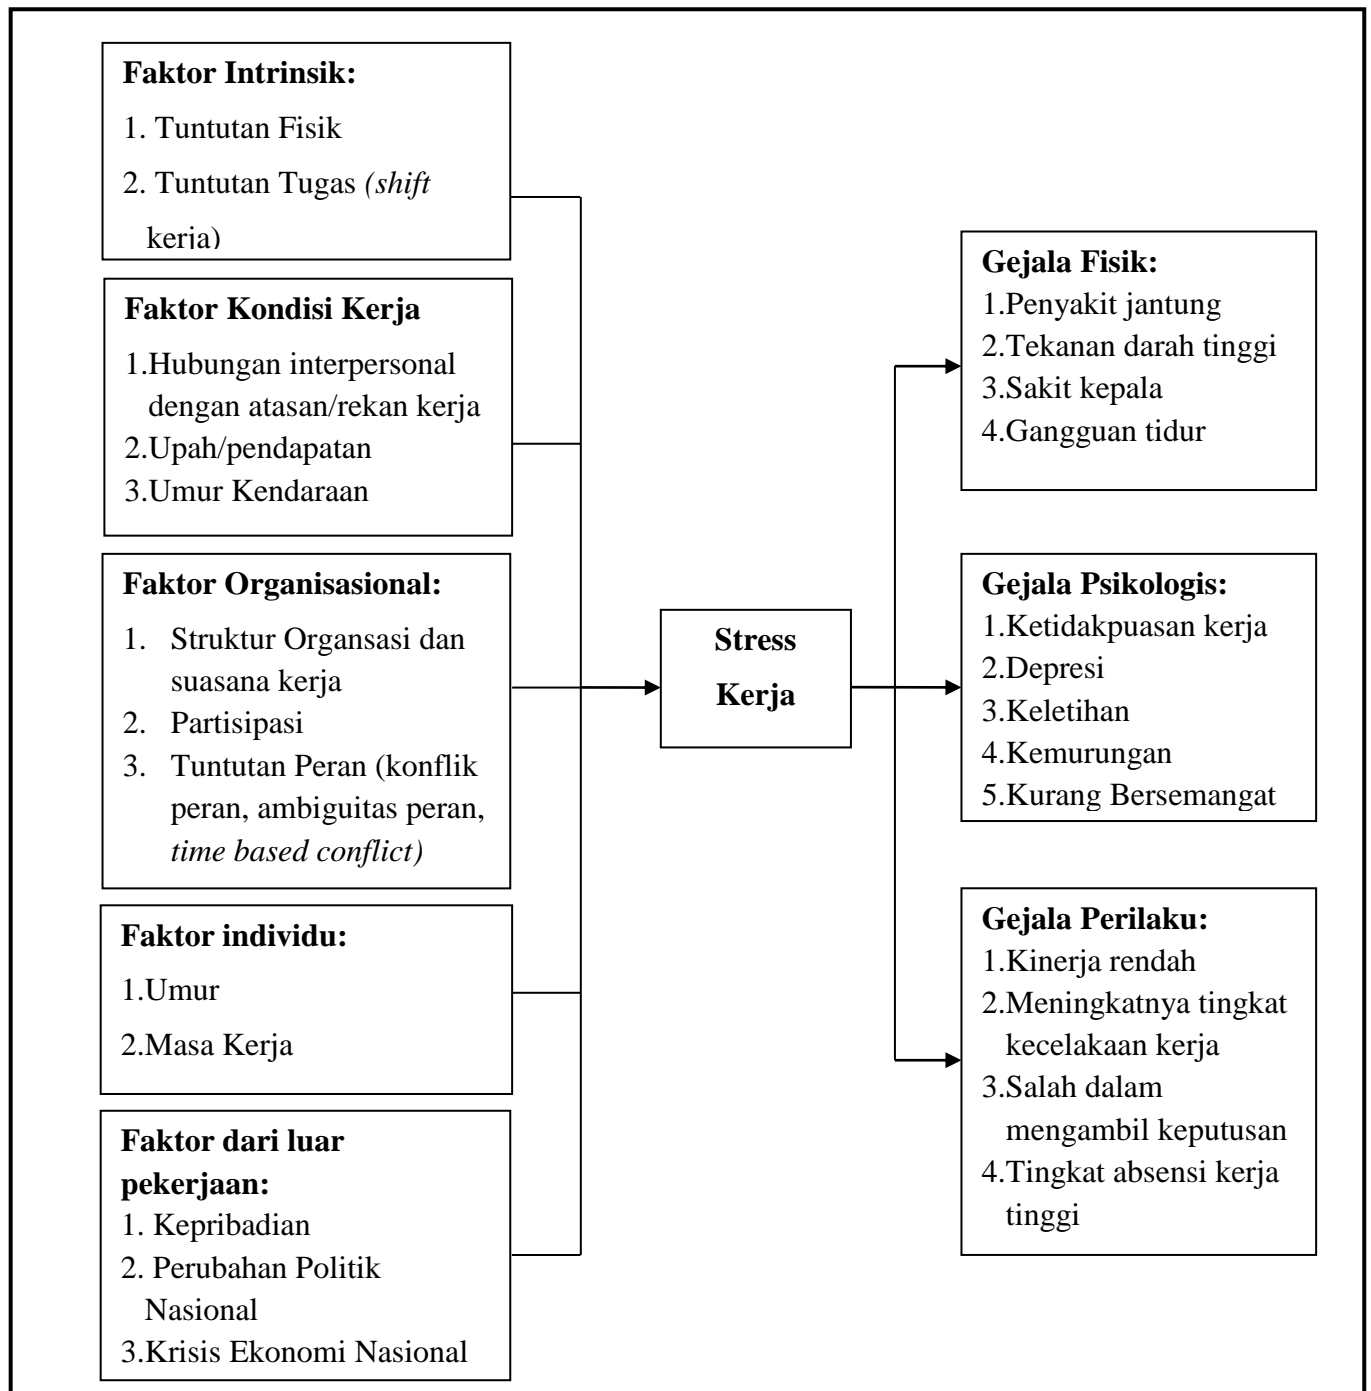 Faktor Intrinsik:
1. Tuntutan Fisik
2. Tuntutan Tugas (shift
kerja)
Faktor Kondisi Kerja
1.Hubungan interpersonal
dengan atasan/rekan kerja
2.Upah/pendapatan
3.Umur Kendaraan
Faktor Organisasional:
1. Struktur Organsasi dan
suasana kerja
2. Partisipasi
3. Tuntutan Peran (konflik
peran, ambiguitas peran,
time based conflict)
Faktor individu:
1.Umur
2.Masa Kerja
Faktor dari luar
pekerjaan:
1. Kepribadian
2. Perubahan Politik
Nasional
3.Krisis Ekonomi Nasional
Stress
Kerja
Gejala Fisik:
1.Penyakit jantung
2.Tekanan darah tinggi
3.Sakit kepala
4.Gangguan tidur
Gejala Psikologis:
1.Ketidakpuasan kerja
2.Depresi
3.Keletihan
4.Kemurungan
5.Kurang Bersemangat
Gejala Perilaku:
1.Kinerja rendah
2.Meningkatnya tingkat
kecelakaan kerja
3.Salah dalam
mengambil keputusan
4.Tingkat absensi kerja
tinggi